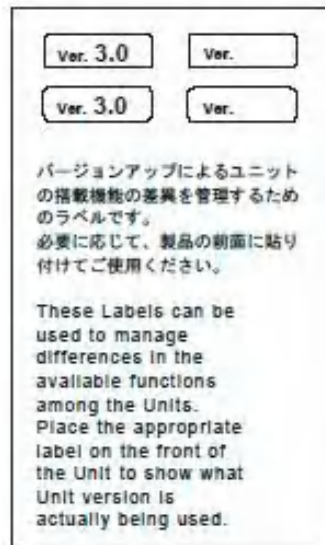 Ver. 3.0 Ver.
Ver. 3.0 Ver.
バージョンアップによるユニット
の搭載機能の差異を管理するため
のラベルです。
必要に応じて、製品の前面に貼り
付けてご使用ください。
These Labels can be
used to manage
differences in the
available functions
among the Units.
Place the appropriate
label on the front of
the Unit to show what
Unit version is
actually being used.